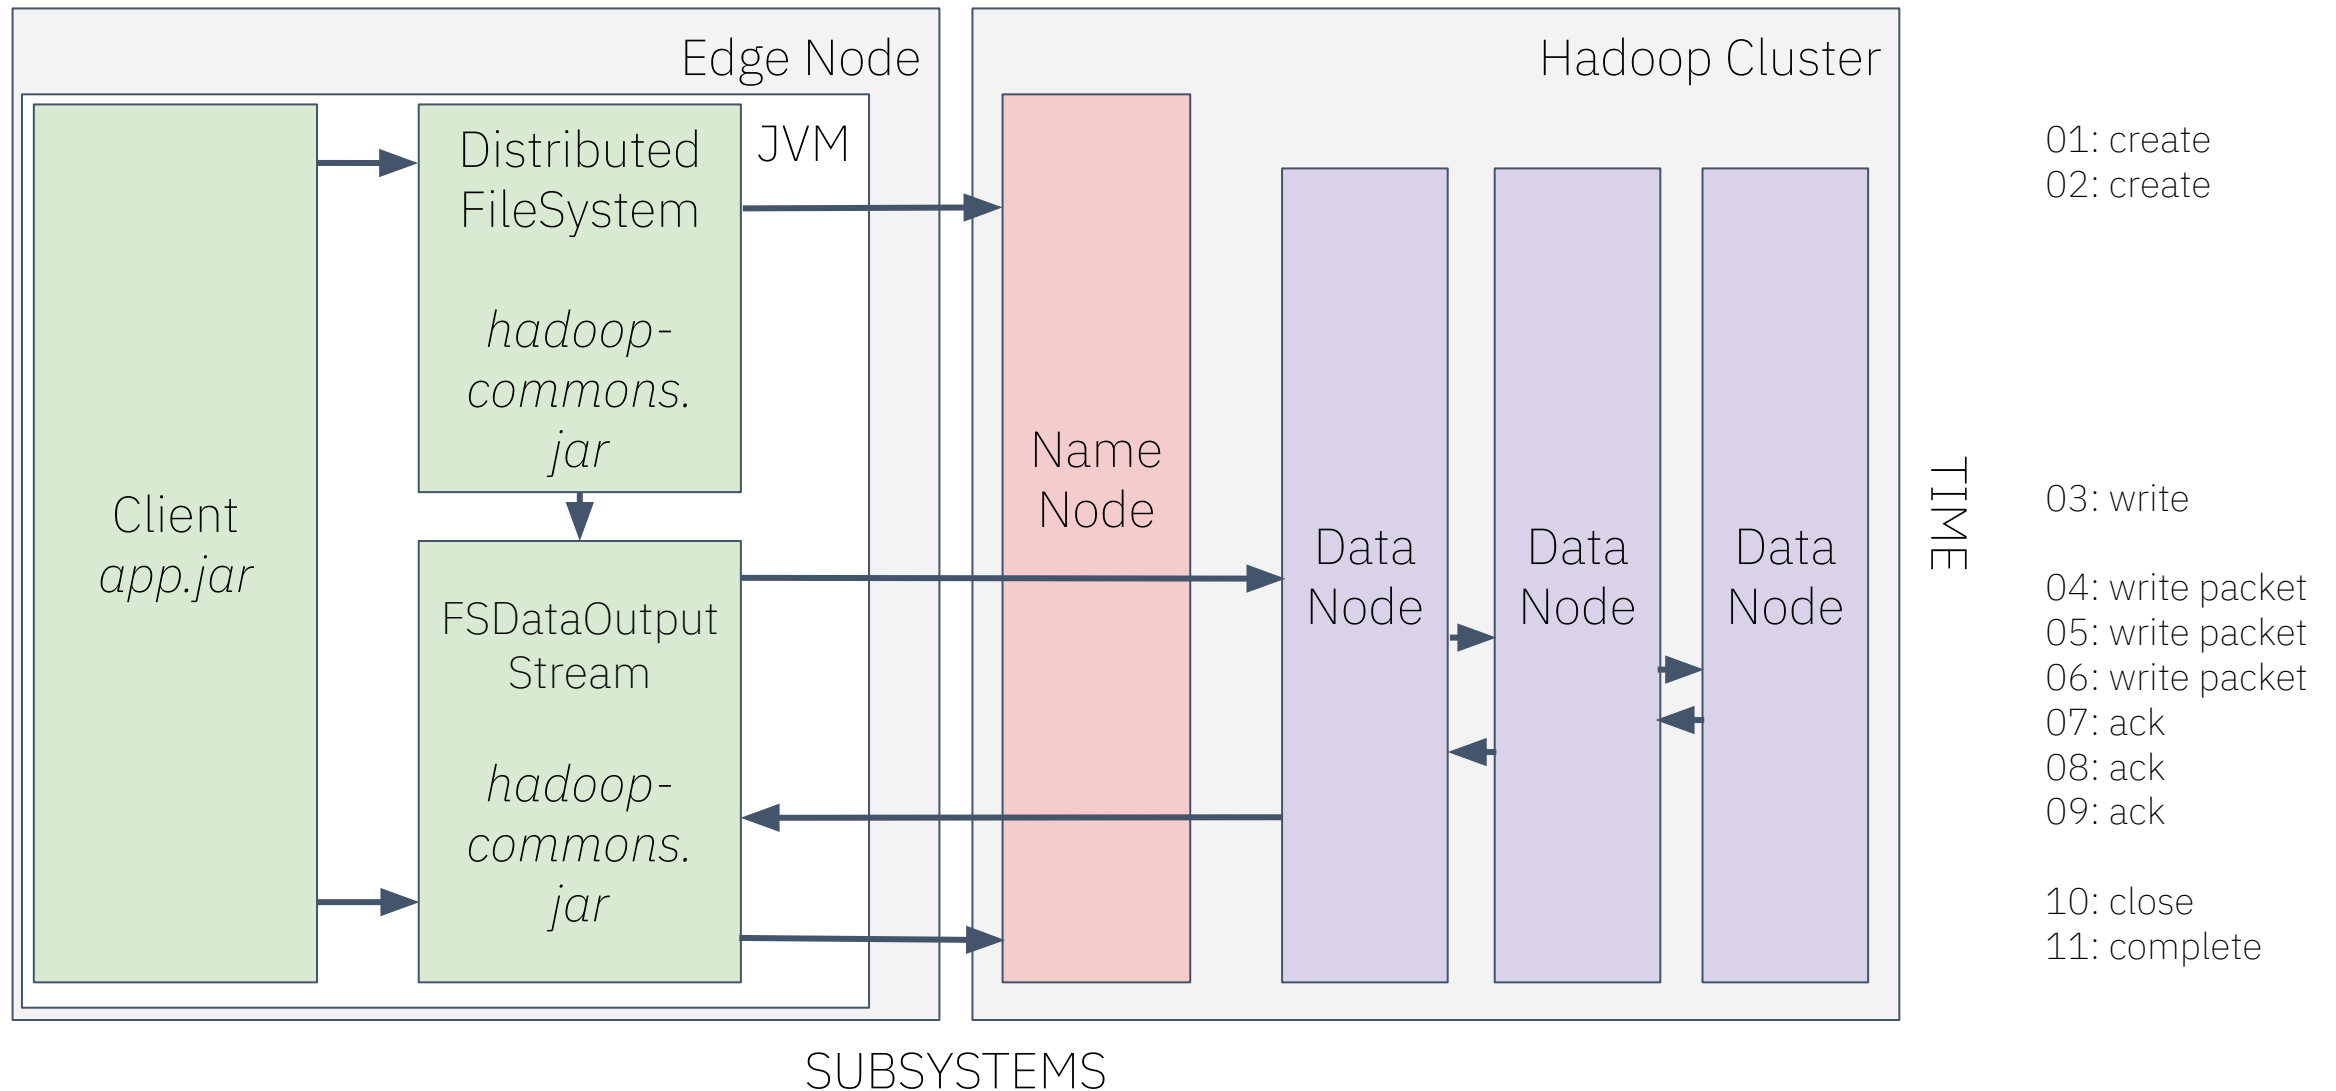 Edge Node
Hadoop Cluster
JVM
Client
app.jar
Distributed
FileSystem
hadoop-
commons.
jar
FSDataOutput
Stream
hadoop-
commons.
jar
Name
Node
Data
Node
Data
Node
Data
Node
TIME
01: create
02: create
03: write
04: write packet
05: write packet
06: write packet
07: ack
08: ack
09: ack
10: close
11: complete
SUBSYSTEMS